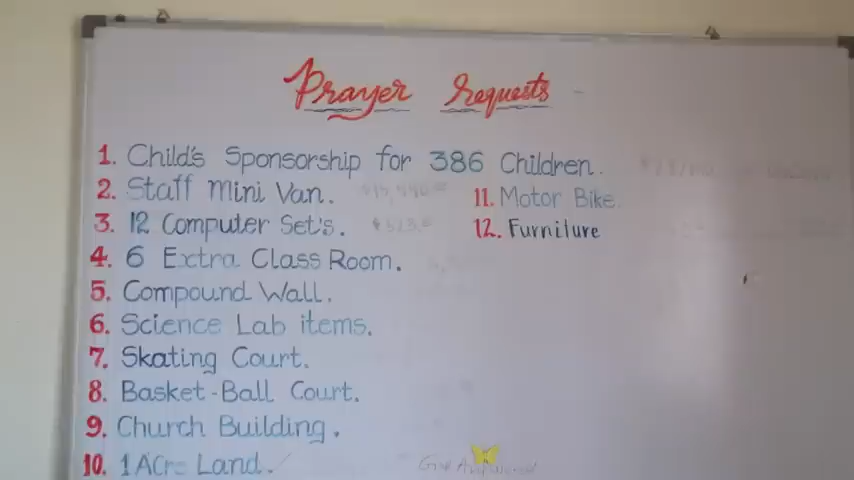 Prayer Requests
1. Child's Sponsorship for 386 Children.
2. Staff Mini Van.
3. 12 Computer Set's.
4. 6 Extra Class Room.
5. Compound Wall.
6. Science Lab items.
7. Skating Court.
8. Basket-Ball Court.
9. Church Building.
10. 1 Acre Land.
11. Motor Bike.
12. Furniture